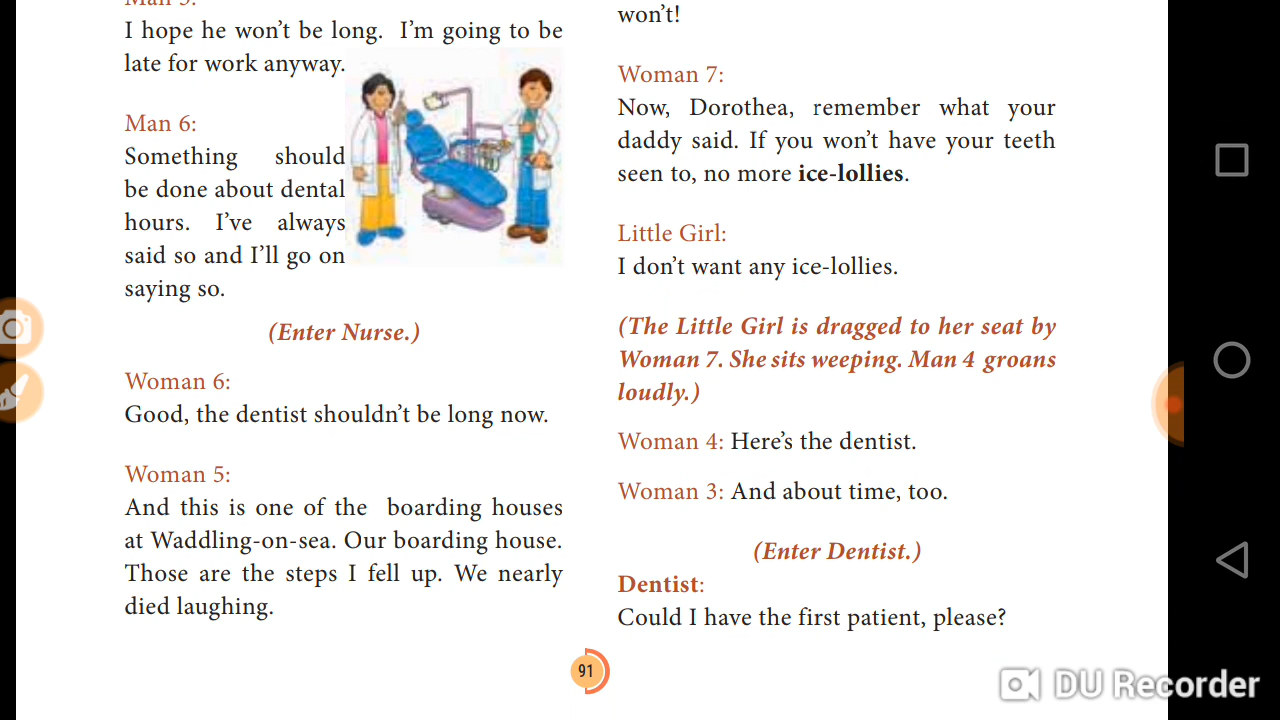 Man 5:
I hope he won't be long. I'm going to be
late for work anyway.
Man 6:
Something should
be done about dental
hours. I've always
said so and I'll go on
saying so.
(Enter Nurse.)
Woman 6:
Good, the dentist shouldn't be long now.
Woman 5:
And this is one of the boarding houses
at Waddling-on-sea. Our boarding house.
Those are the steps I fell up. We nearly
died laughing.
won't!
Woman 7:
Now, Dorothea, remember what your
daddy said. If you won't have your teeth
seen to, no more ice-lollies.
Little Girl:
I don't want any ice-lollies.
(The Little Girl is dragged to her seat by
Woman 7. She sits weeping. Man 4 groans
loudly.)
Woman 4: Here's the dentist.
Woman 3: And about time, too.
(Enter Dentist.)
Dentist:
Could I have the first patient, please?
91
DU Recorder